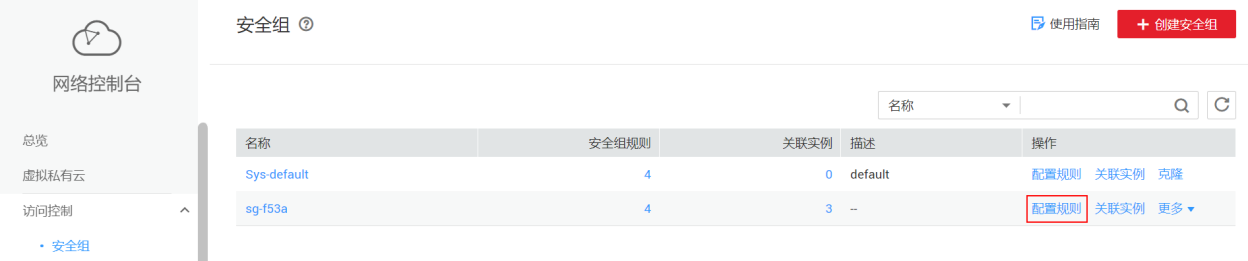 安全组 ?
使用指南
+ 创建安全组
网络控制台
名称
总览
虚拟私有云
访问控制
• 安全组
名称 安全组规则 关联实例 描述 操作
Sys-default 4 0 default 配置规则 关联实例 克隆
sg-f53a 4 3 -- 配置规则 关联实例 更多